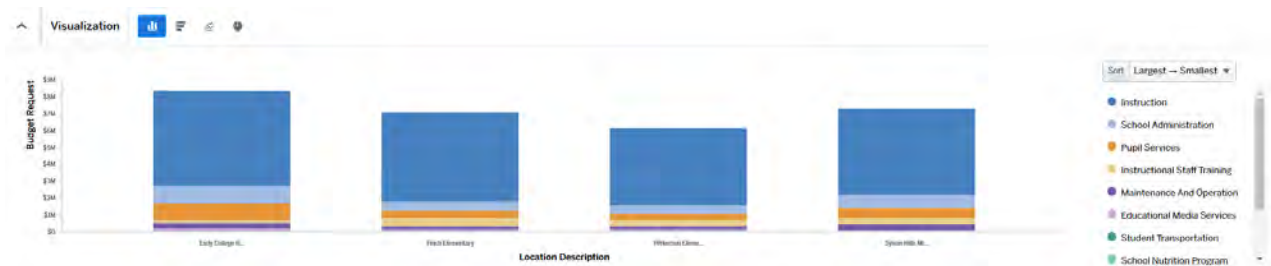 Visualization
Sort Largest → Smallest
Budget Request
$9M
$8M
$7M
$6M
$5M
$4M
$3M
$2M
$1M
$0
Instruction
School Administration
Pupil Services
Instructional Staff Training
Maintenance And Operation
Educational Media Services
Student Transportation
School Nutrition Program
Early College
Finch Elementary
Location Description